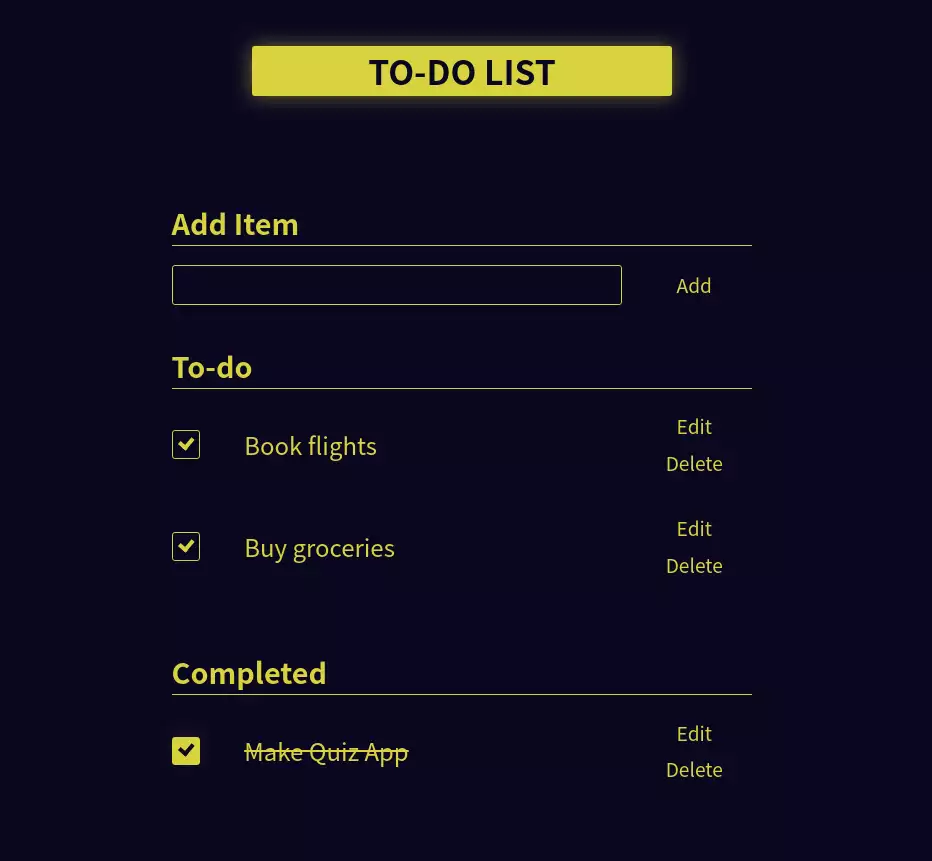 TO-DO LIST
Add Item
Add
To-do
Book flights
Edit
Delete
Buy groceries
Edit
Delete
Completed
Make Quiz App
Edit
Delete